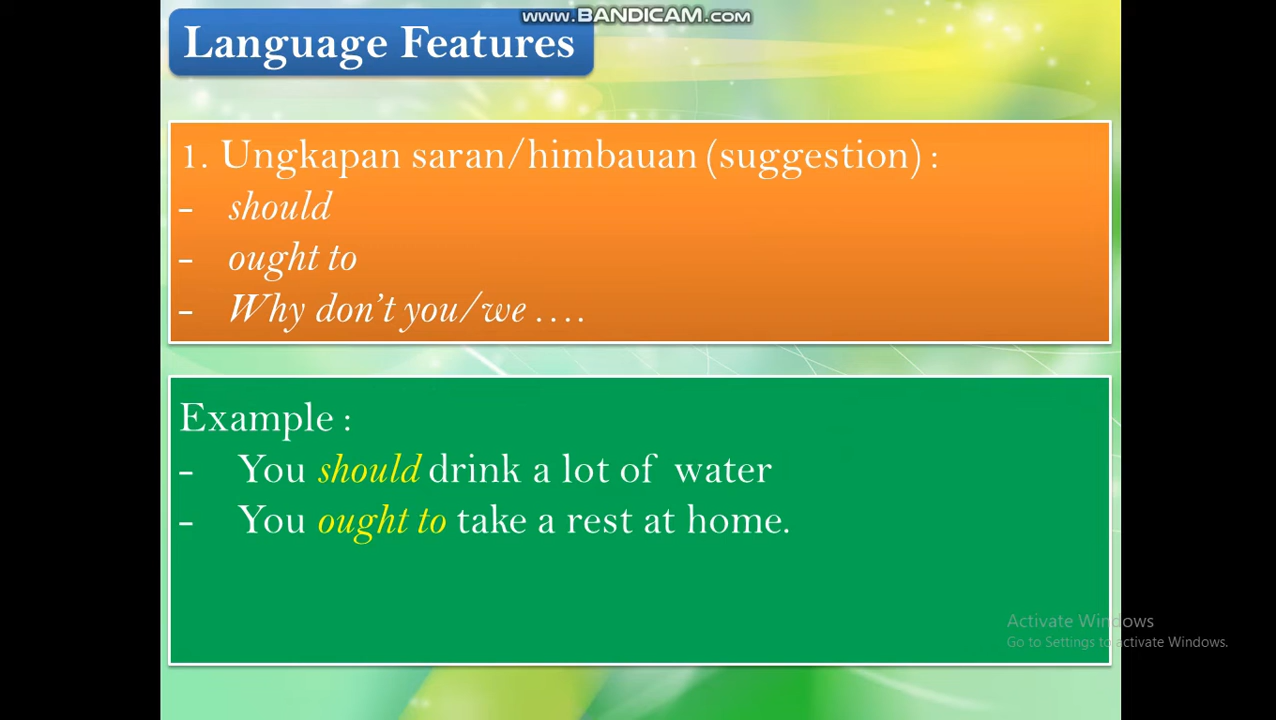 www.BANDICAM.com
Language Features
1. Ungkapan saran/himbauan (suggestion) :
- should
- ought to
- Why don't you/we ….
Example :
- You should drink a lot of water
- You ought to take a rest at home.
Activate Windows
Go to Settings to activate Windows.